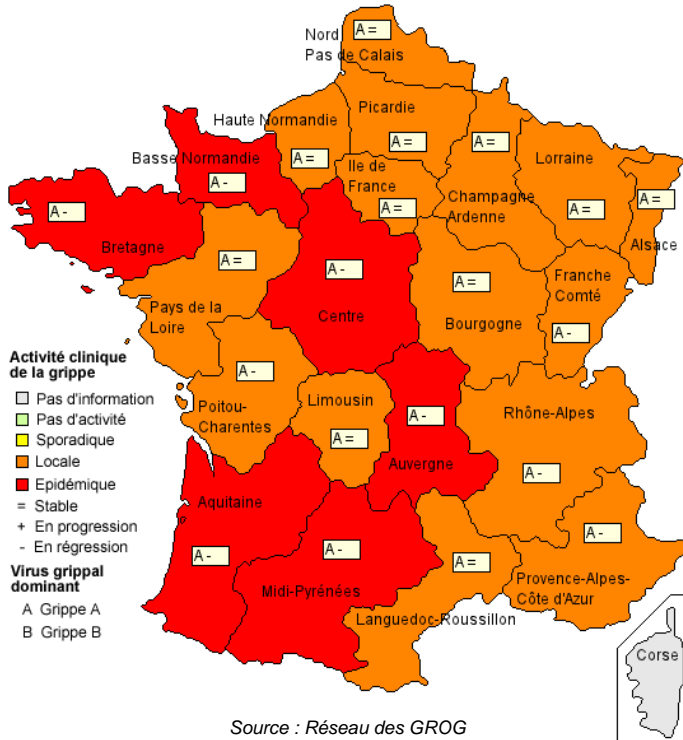 Nord
Pas de Calais
A =
Haute Normandie
A =
Picardie
A =
A =
Basse Normandie
A -
Ile de
France
A =
Champagne
Ardenne
Lorraine
A =
A =
Alsace
A -
Bretagne
A =
Pays de la
Loire
A -
Centre
A =
Bourgogne
Franche
Comté
A -
A -
Poitou-
Charentes
Limousin
A =
A -
Auvergne
Rhône-Alpes
A -
Aquitaine
A -
A -
Midi-Pyrénées
A =
Languedoc-Roussillon
A -
Provence-Alpes-
Côte d'Azur
Corse
Activité clinique
de la grippe
Pas d'information
Pas d'activité
Sporadique
Locale
Epidémique
= Stable
+ En progression
- En régression
Virus grippal
dominant
A Grippe A
B Grippe B
Source : Réseau des GROG